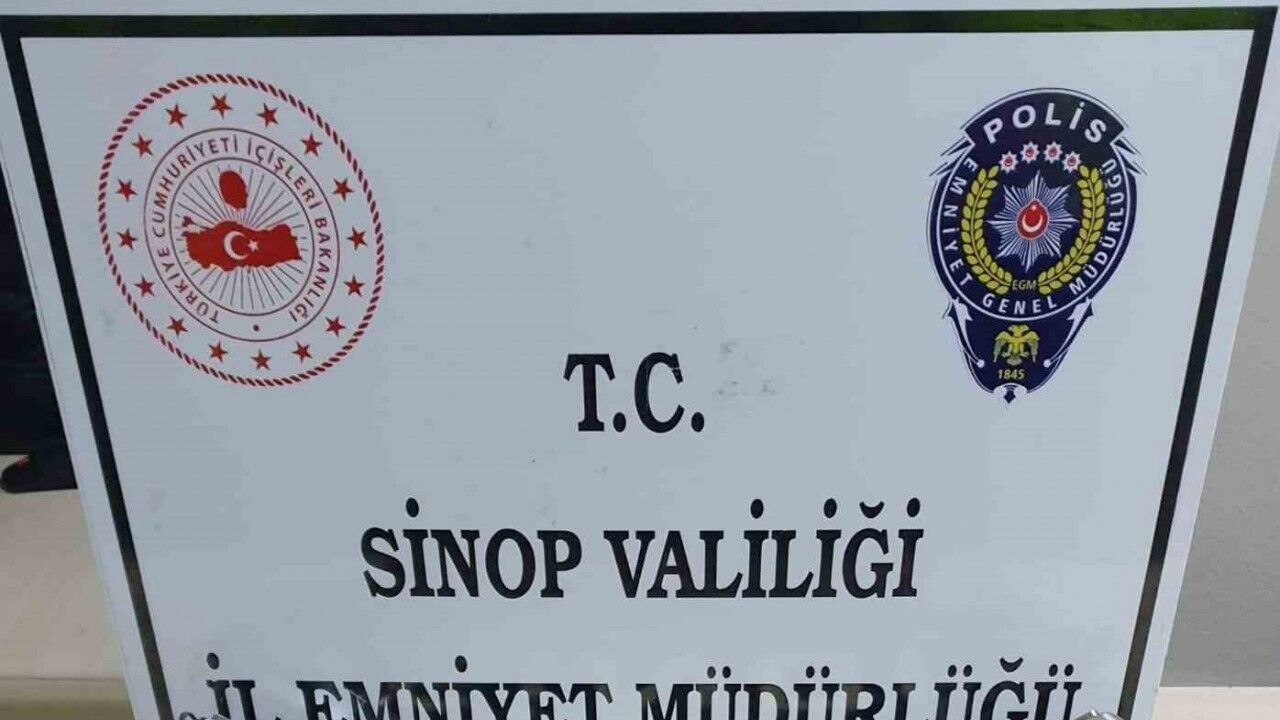 TÜRKİYE CUMHURİYETİ İÇİŞLERİ BAKANLIĞI
POLİS
EMNİYET GENEL MÜDÜRLÜĞÜ
EGM
1845
T.C.
SİNOP VALİLİĞİ
İL EMNİYET MÜDÜRLÜĞÜ